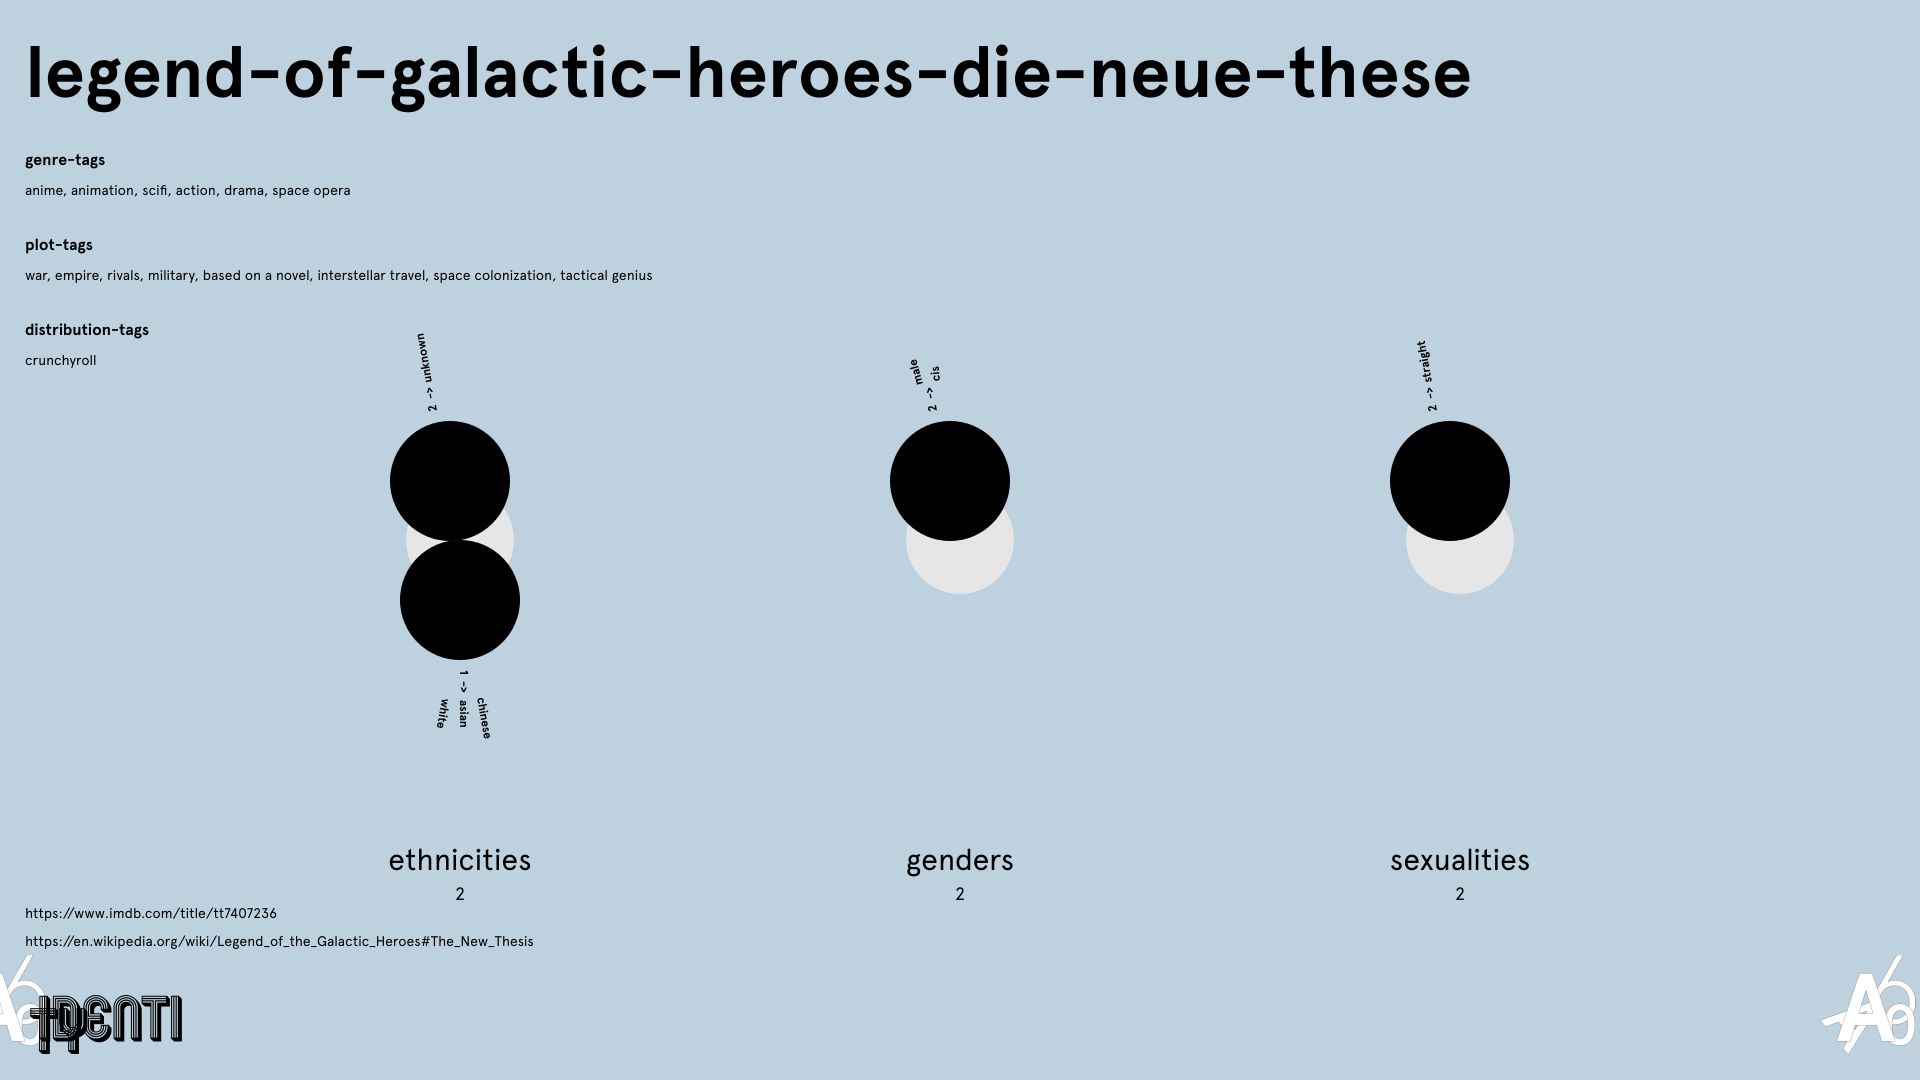 legend-of-galactic-heroes-die-neue-these
genre-tags
anime, animation, scifi, action, drama, space opera
plot-tags
war, empire, rivals, military, based on a novel, interstellar travel, space colonization, tactical genius
distribution-tags
crunchyroll
2 -> unknown
2 -> male
cis
2 -> straight
1 -> asian
white
chinese
ethnicities
2
genders
2
sexualities
2
https://www.imdb.com/title/tt7407236
https://en.wikipedia.org/wiki/Legend_of_the_Galactic_Heroes#The_New_Thesis
IDENTI